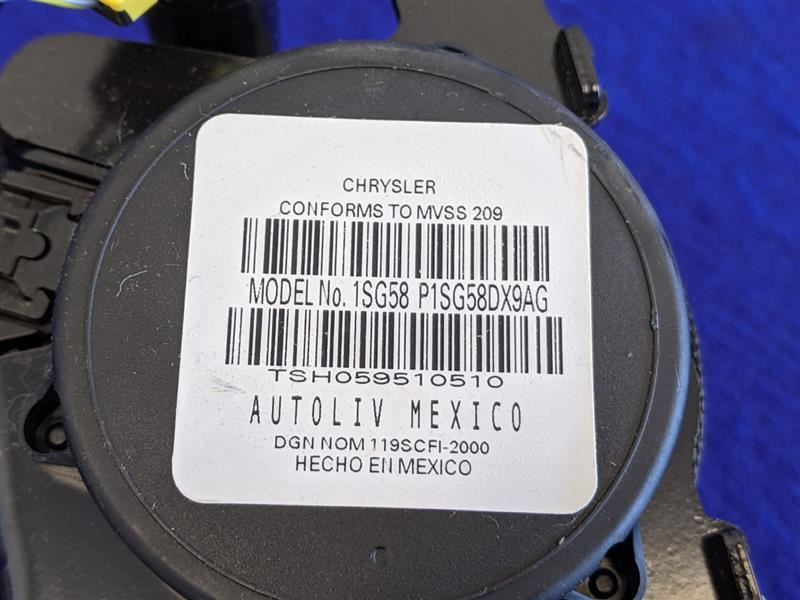 CHRYSLER
CONFORMS TO MVSS 209
MODEL No. 1SG58 P1SG58DX9AG
TSH059510510
AUTOLIV MEXICO
DGN NOM 119SCFI-2000
HECHO EN MEXICO